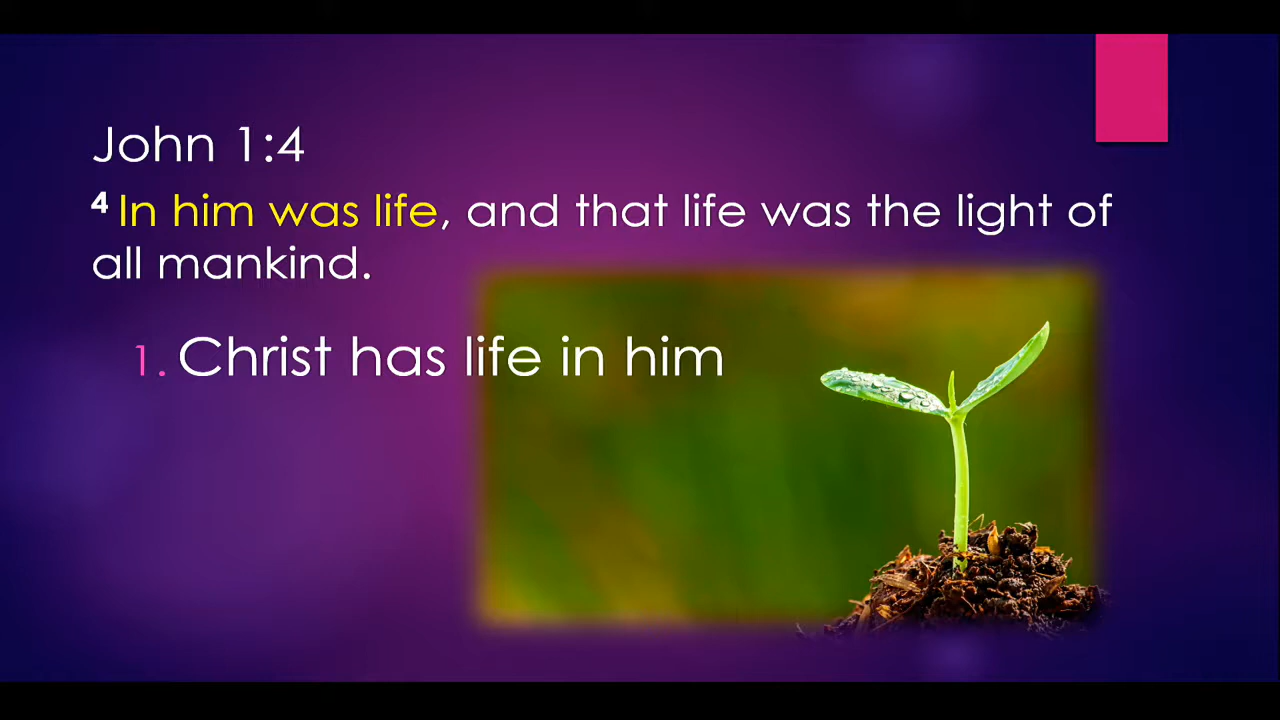 John 1:4
4 In him was life, and that life was the light of
all mankind.
1. Christ has life in him